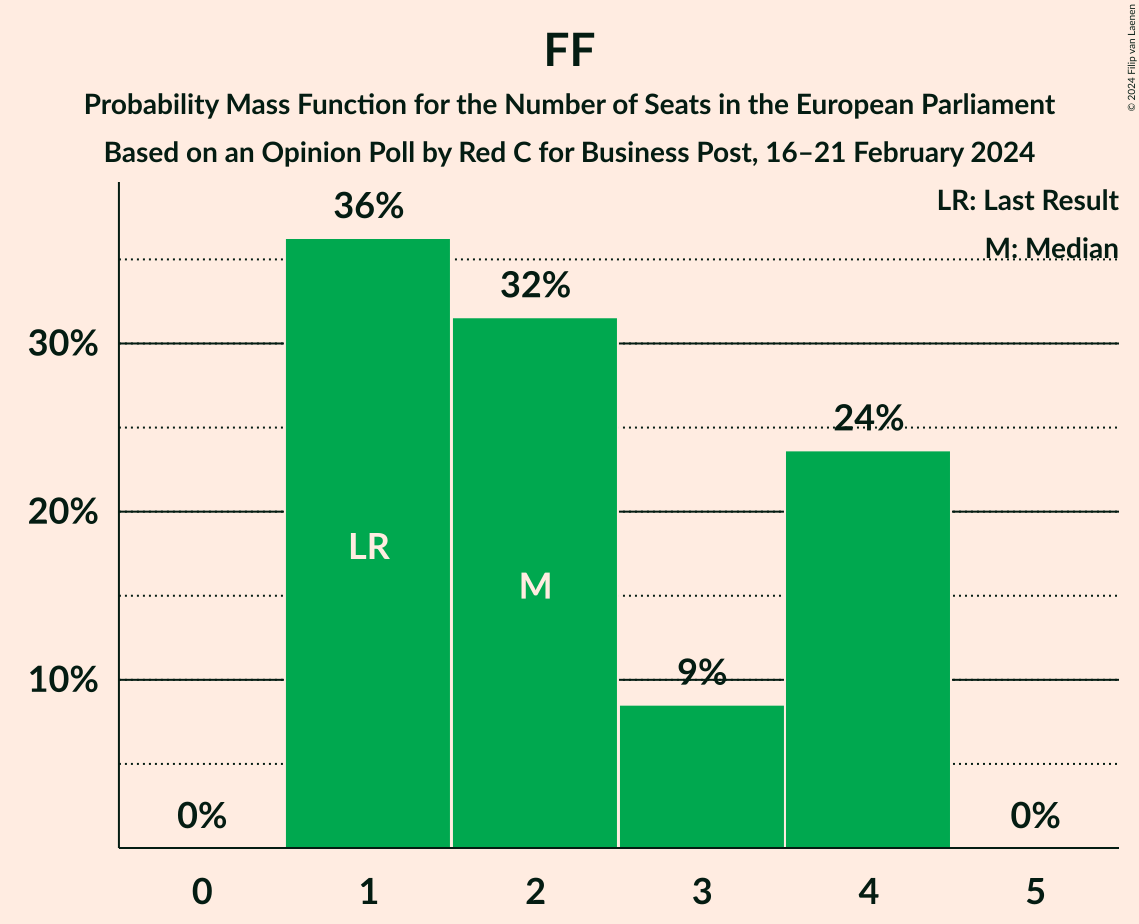 FF
Probability Mass Function for the Number of Seats in the European Parliament
Based on an Opinion Poll by Red C for Business Post, 16–21 February 2024
© 2024 Filip van Laenen
LR: Last Result
M: Median
36%
32%
30%
24%
20%
LR
M
10%
9%
0%
0%
0 1 2 3 4 5